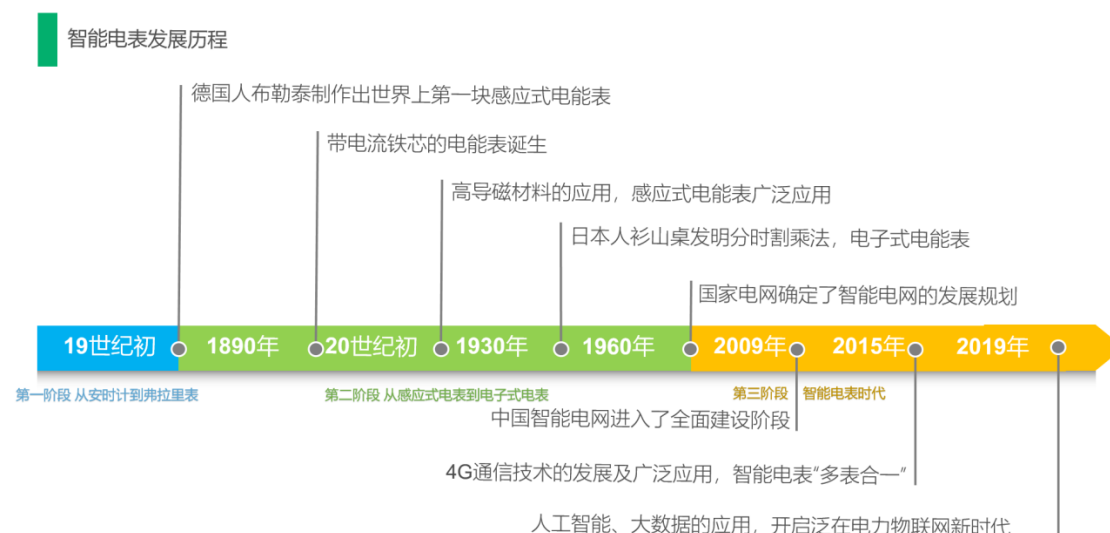 智能电表发展历程
德国人布勒泰制作出世界上第一块感应式电能表
带电流铁芯的电能表诞生
高导磁材料的应用，感应式电能表广泛应用
日本人衫山桌发明分时割乘法，电子式电能表
国家电网确定了智能电网的发展规划
19世纪初 1890年 20世纪初 1930年 1960年 2009年 2015年 2019年
第一阶段 从安时计到弗拉里表 第二阶段 从感应式电表到电子式电表 第三阶段 智能电表时代
中国智能电网进入了全面建设阶段
4G通信技术的发展及广泛应用，智能电表“多表合一”
人工智能、大数据的应用，开启泛在电力物联网新时代